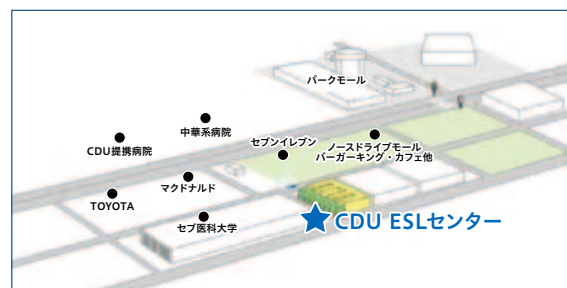 パークモール
中華系病院
CDU提携病院
セブンイレブン
ノースドライブモール
バーガーキング・カフェ他
マクドナルド
TOYOTA
セブ医科大学
CDU ESLセンター